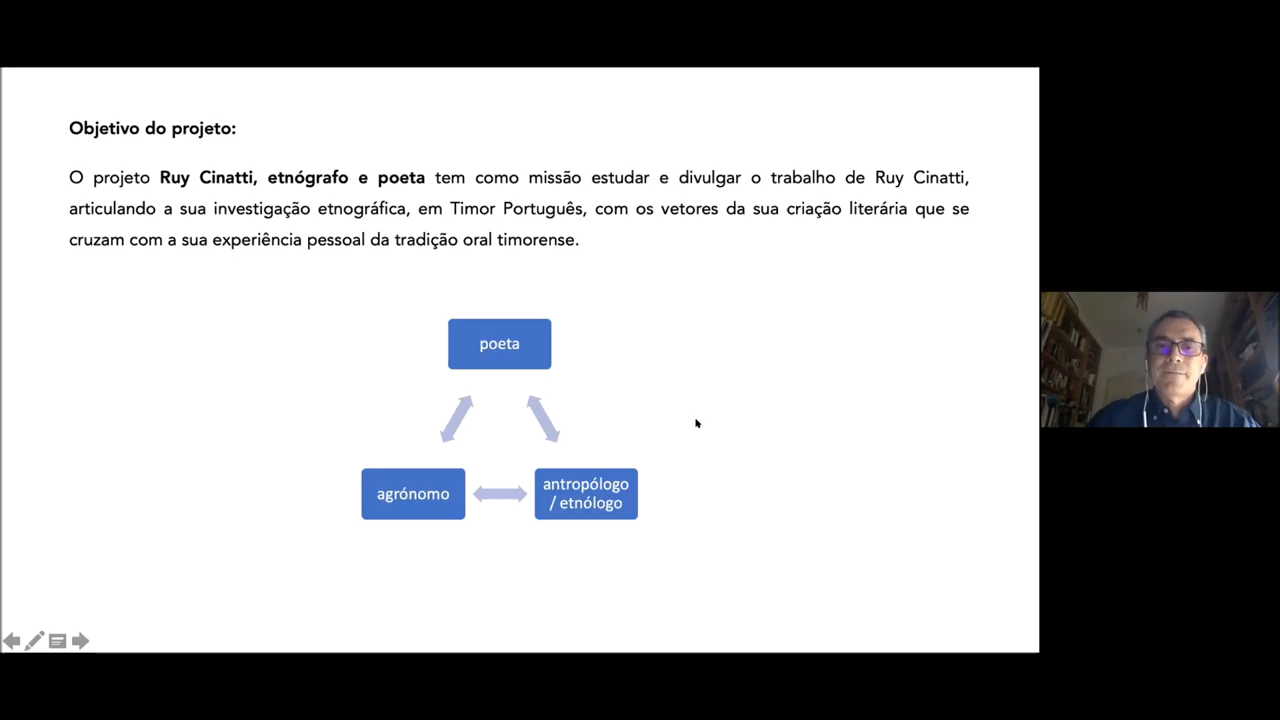 Objetivo do projeto:
O projeto Ruy Cinatti, etnógrafo e poeta tem como missão estudar e divulgar o trabalho de Ruy Cinatti,
articulando a sua investigação etnográfica, em Timor Português, com os vetores da sua criação literária que se
cruzam com a sua experiência pessoal da tradição oral timorense.
poeta
agrónomo
antropólogo
/ etnólogo